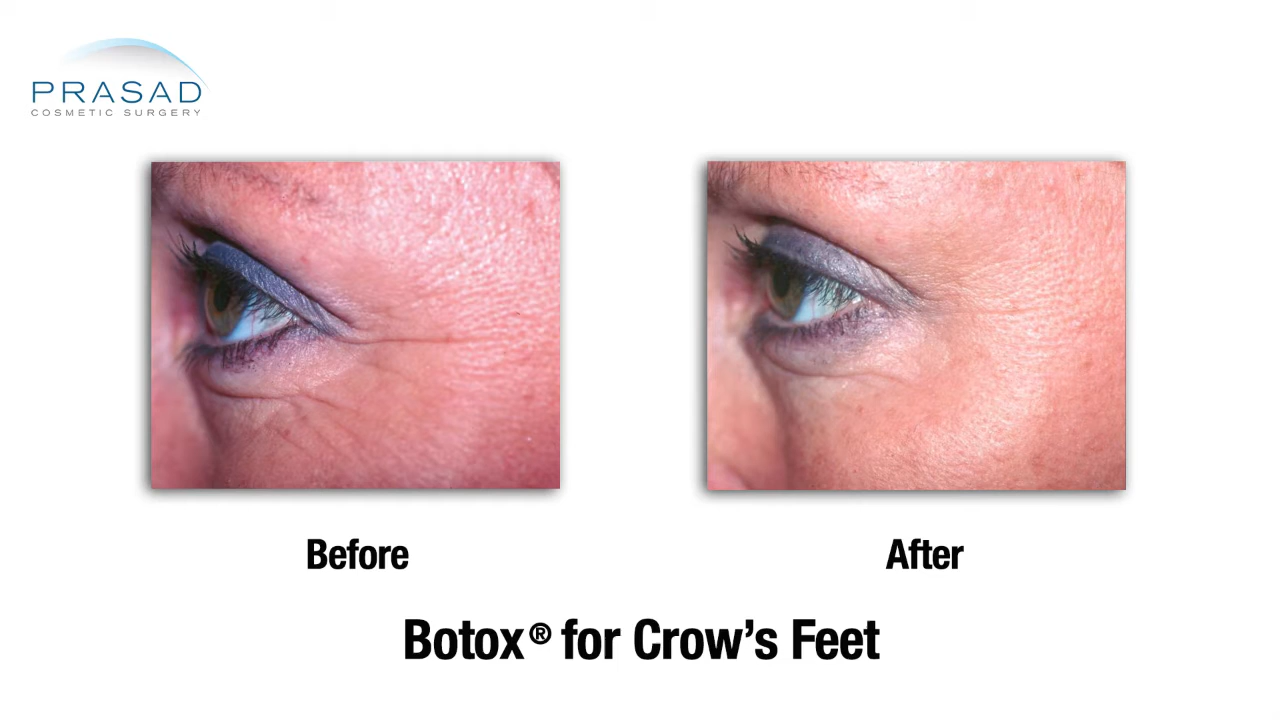 PRASAD
COSMETIC SURGERY
Before
After
Botox® for Crow's Feet